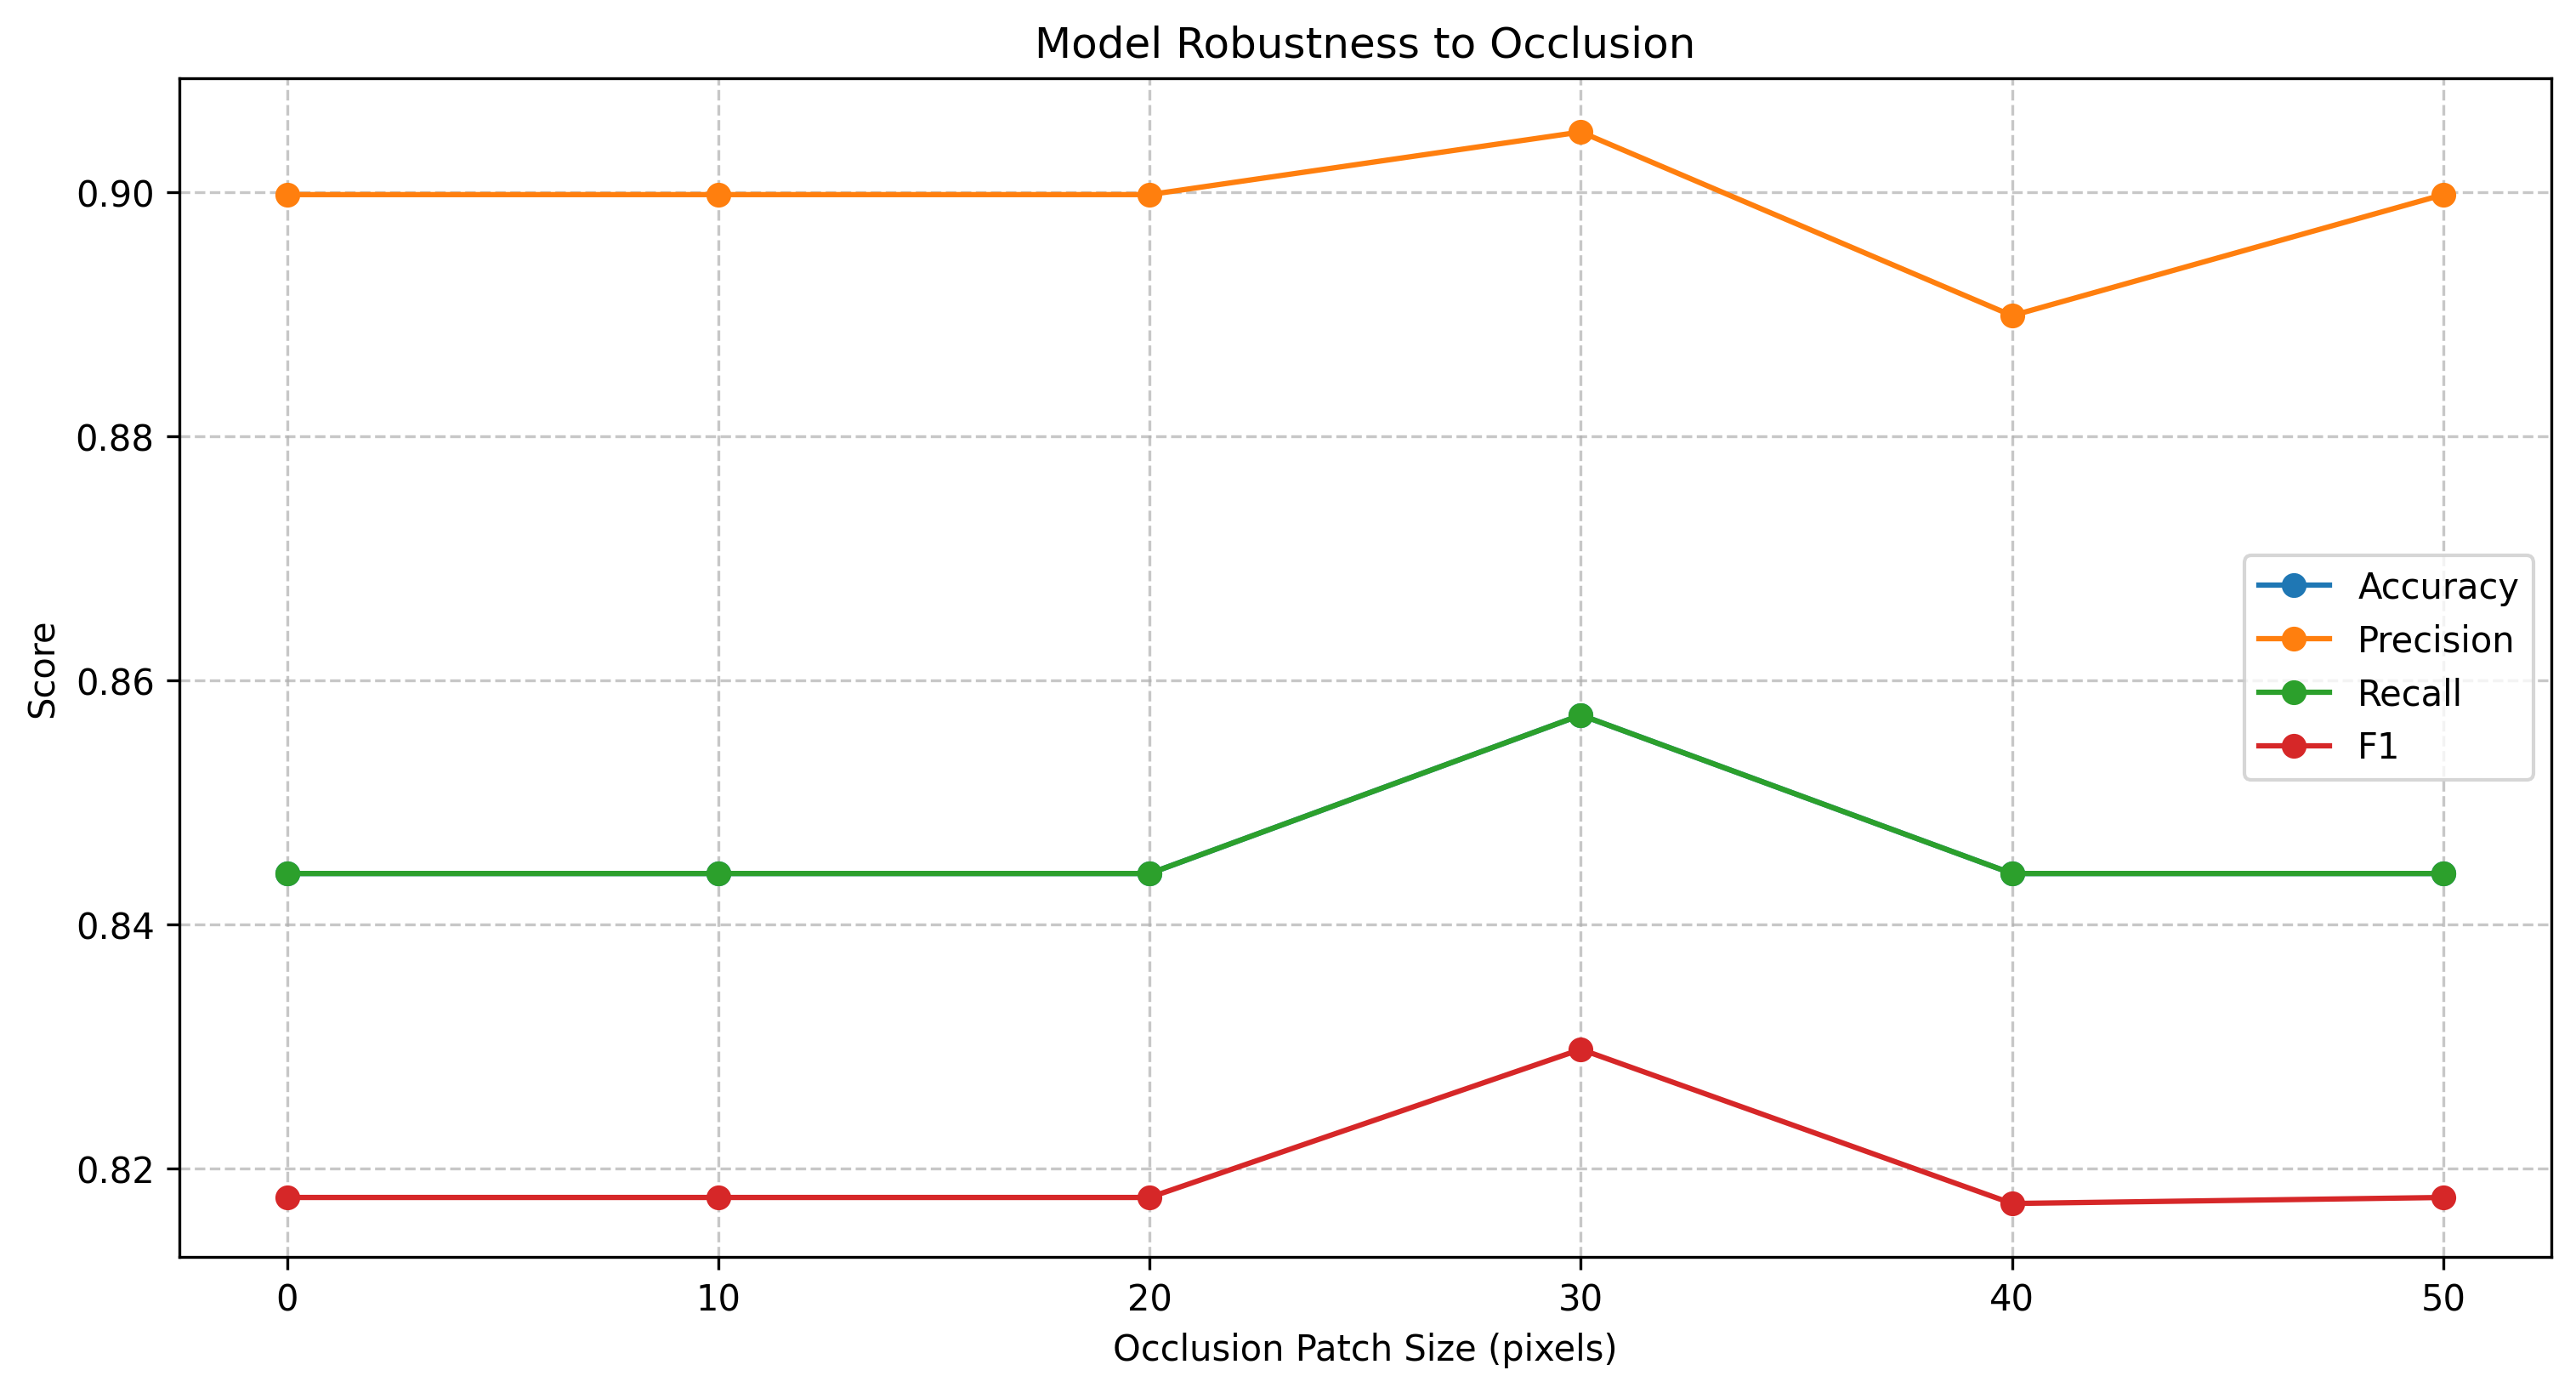 Model Robustness to Occlusion
0.90
0.88
0.86
0.84
0.82
Score
Accuracy
Precision
Recall
F1
0 10 20 30 40 50
Occlusion Patch Size (pixels)